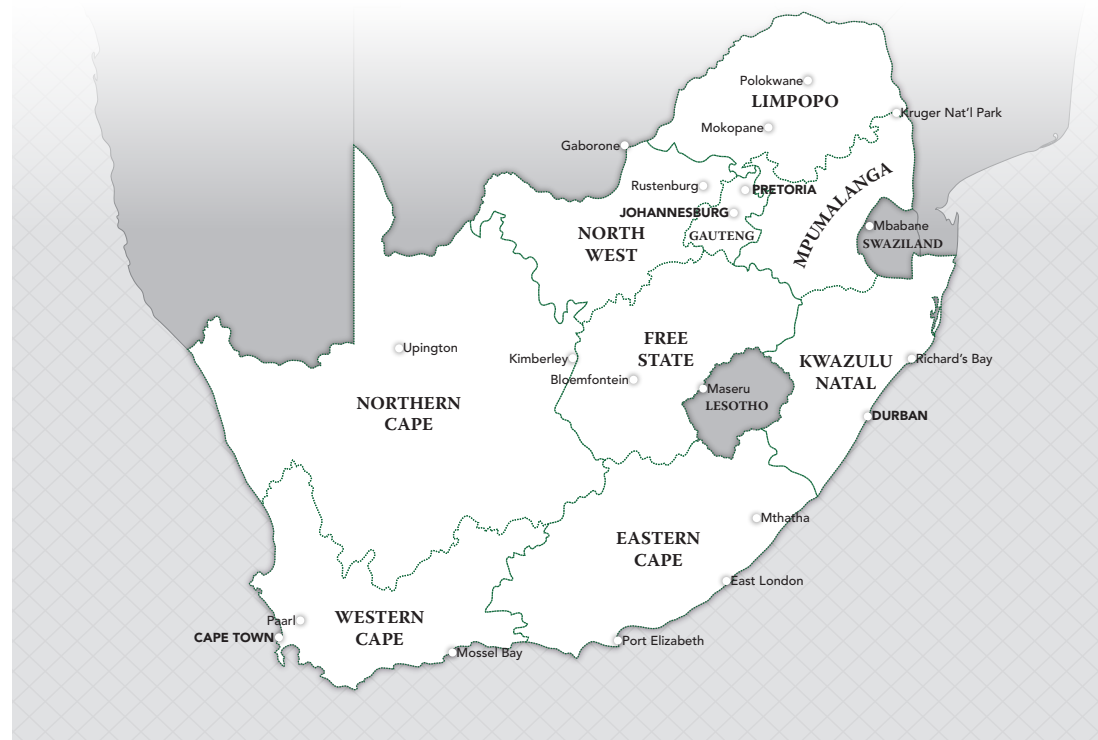 Polokwane
LIMPOPO
Kruger Nat'l Park
Mokopane
Gaborone
Rustenburg
PRETORIA
JOHANNESBURG
GAUTENG
NORTH
WEST
MPUMALANGA
Mbabane
SWAZILAND
Upington
Kimberley
FREE
STATE
Bloemfontein
KWAZULU
NATAL
Richard's Bay
Maseru
LESOTHO
NORTHERN
CAPE
DURBAN
Mthatha
EASTERN
CAPE
East London
Paarl
WESTERN
CAPE
CAPE TOWN
Mossel Bay
Port Elizabeth